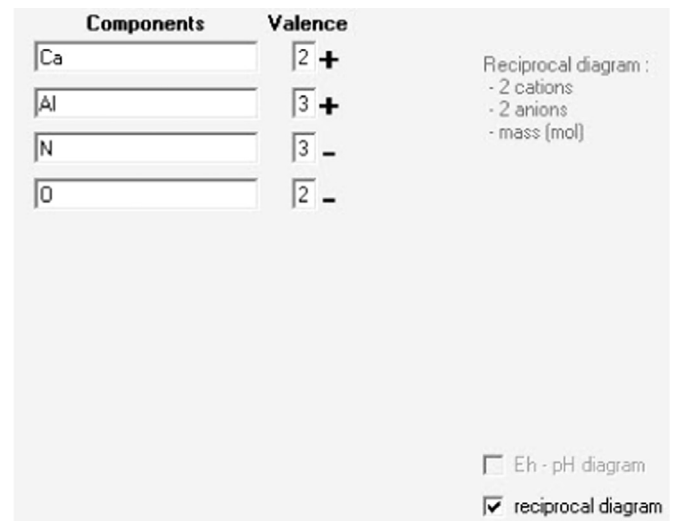 Components Valence
Ca 2 +
Al 3 +
N 3 -
O 2 -
Reciprocal diagram :
- 2 cations
- 2 anions
- mass (mol)
Eh - pH diagram
reciprocal diagram